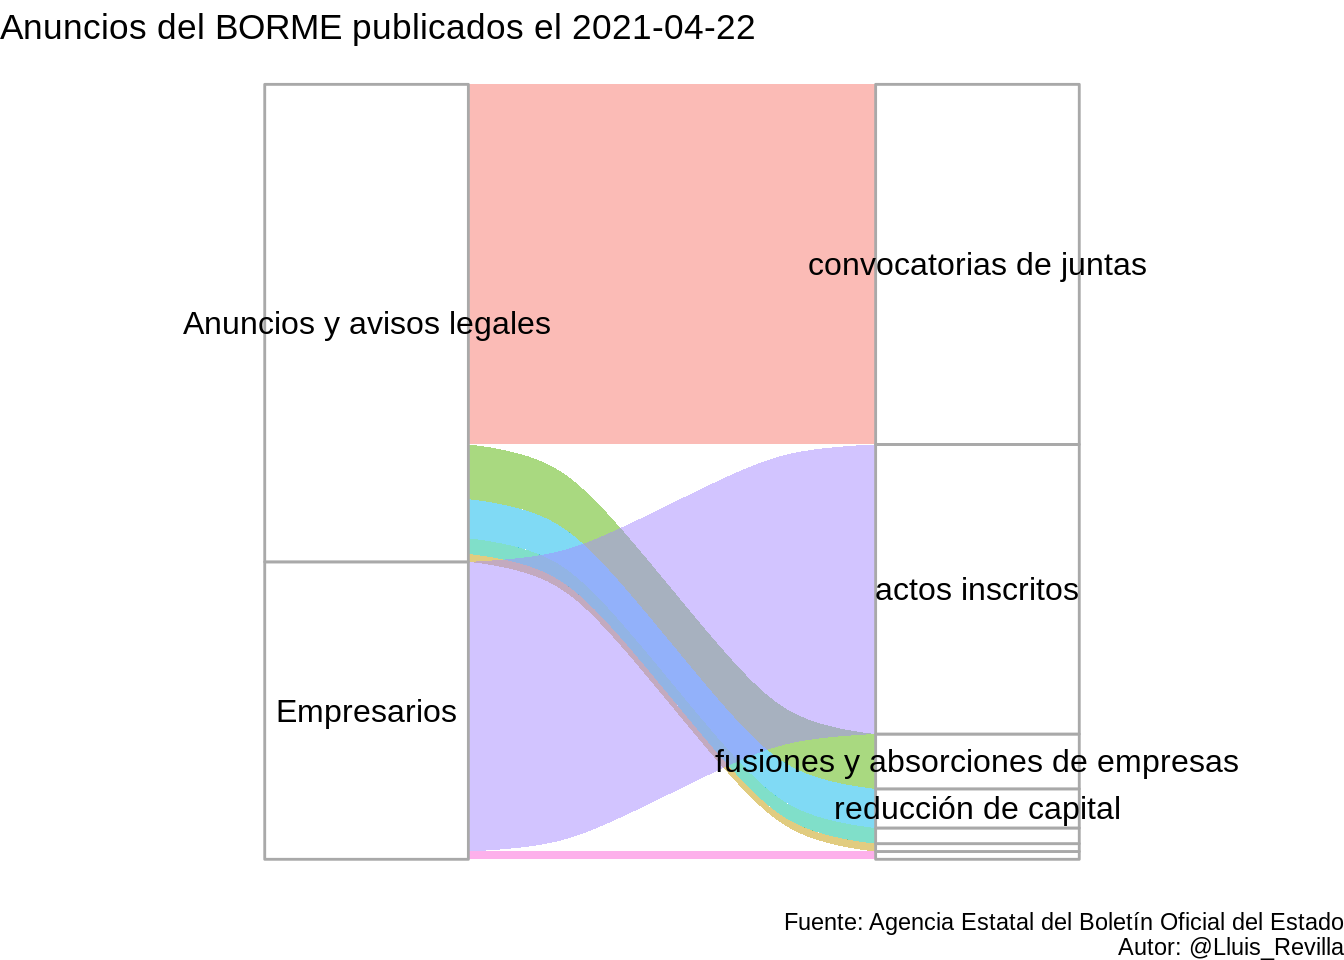 Anuncios del BORME publicados el 2021-04-22
convocatorias de juntas
Anuncios y avisos legales
actos inscritos
Empresarios
fusiones y absorciones de empresas
reducción de capital
Fuente: Agencia Estatal del Boletín Oficial del Estado
Autor: @Lluis_Revilla